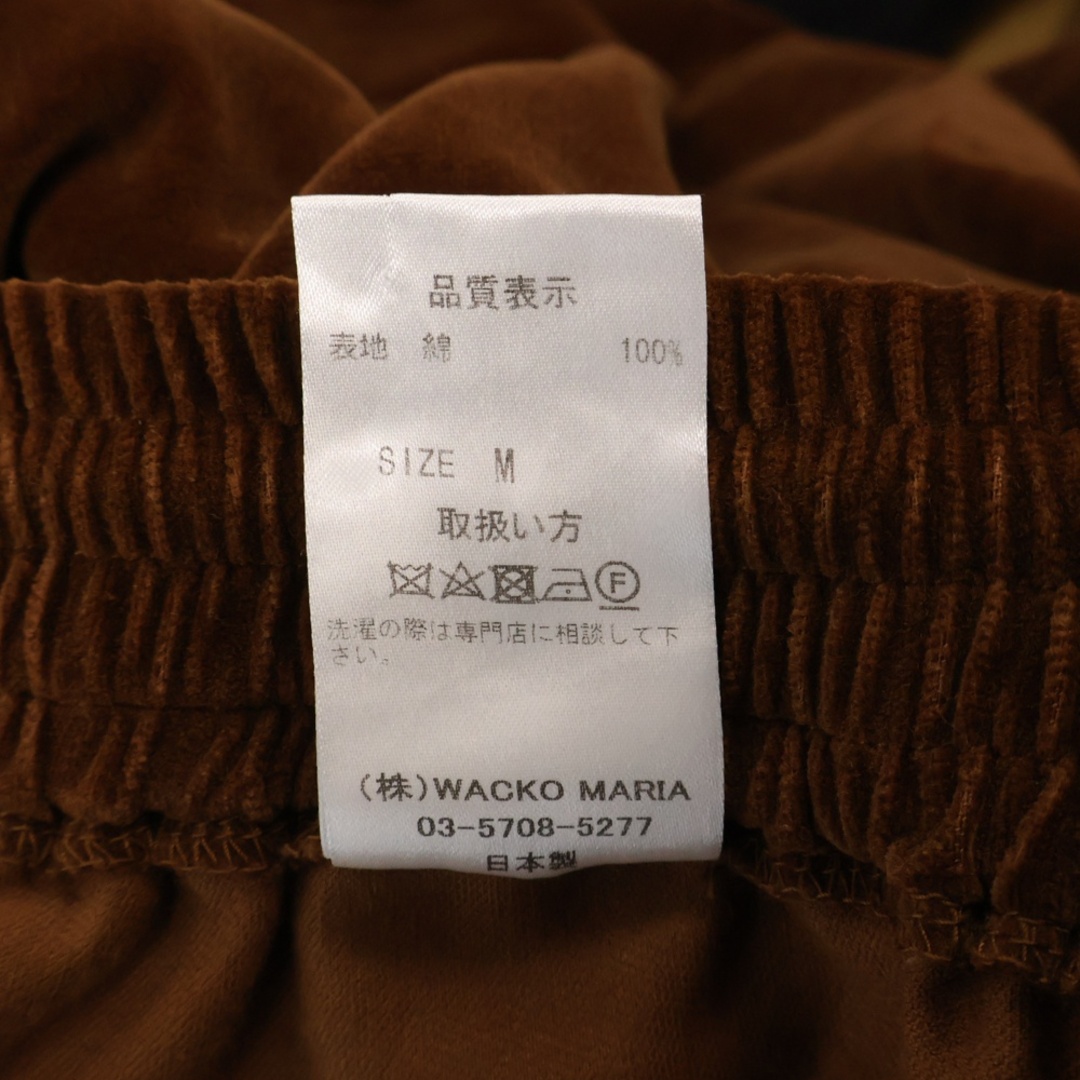 品質表示
表地 綿 100%
SIZE M
取扱い方
F
洗濯の際は専門店に相談して下
さい。
(株)WACKO MARIA
03-5708-5277
日本製